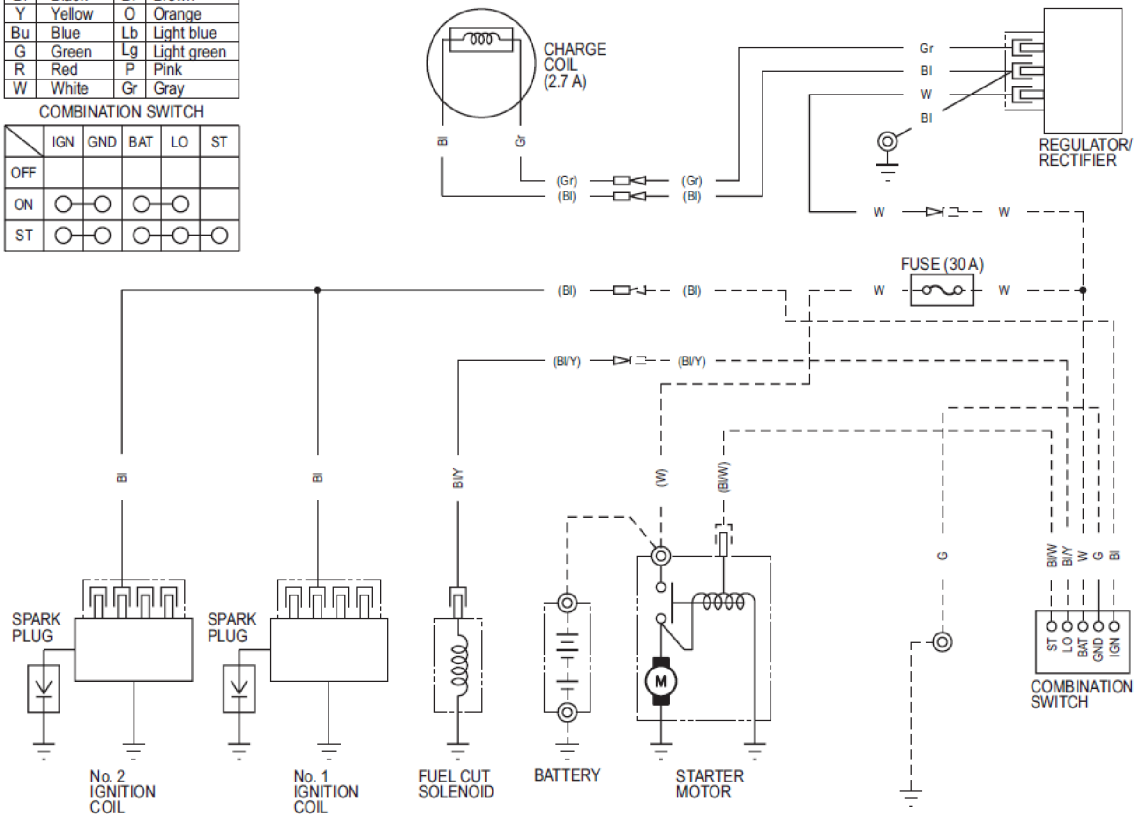 Y Yellow O Orange
Bu Blue Lb Light blue
G Green Lg Light green
R Red P Pink
W White Gr Gray
COMBINATION SWITCH
IGN GND BAT LO ST
OFF
ON
ST
CHARGE
COIL
(2.7 A)
Bl
Gr
Gr
Bl
W
Bl
REGULATOR/
RECTIFIER
(Gr) (Gr)
(Bl) (Bl)
W W
FUSE (30 A)
W W
(Bl) (Bl)
(Bl/Y) (Bl/Y)
Bl
Bl
Bl/Y
(W)
(Bl/W)
G
Bl/W
Bl/Y
W
G
Bl
ST
LO
BAT
GND
IGN
COMBINATION
SWITCH
SPARK
PLUG
SPARK
PLUG
M
No. 2
IGNITION
COIL
No. 1
IGNITION
COIL
FUEL CUT
SOLENOID
BATTERY
STARTER
MOTOR